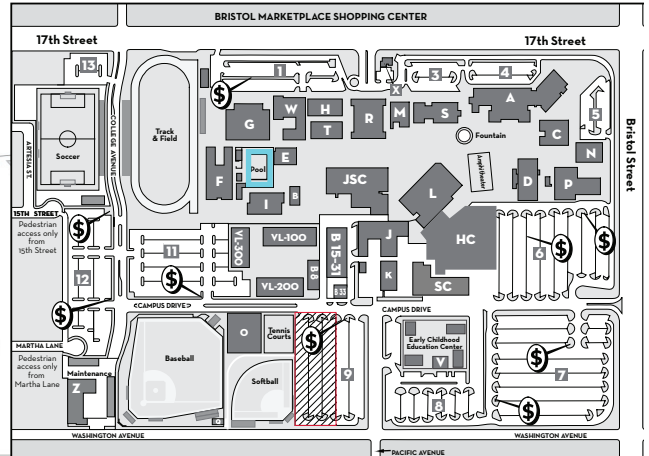 BRISTOL MARKETPLACE SHOPPING CENTER
17th Street
17th Street
13
1
3
4
X
$
5
A
W
H
G
T
R
M
S
C
Fountain
N
Track
& Field
COLLEGE AVENUE
ARTESIA ST.
Soccer
Bristol Street
E
Pool
F
Amphitheater
JSC
L
D
P
I
B
15TH STREET
Pedestrian
access only
from
15th Street
$
11
VL-300
VL-100
B 15-31
J
HC
6
$
$
12
$
VL-200
B 8
K
SC
B 33
$
CAMPUS DRIVE
CAMPUS DRIVE
MARTHA LANE
Pedestrian
access only
from
Martha Lane
Maintenance
Z
Baseball
O
Tennis
Courts
Softball
$
9
Early Childhood
Education Center
V
8
$
7
$
WASHINGTON AVENUE
WASHINGTON AVENUE
PACIFIC AVENUE